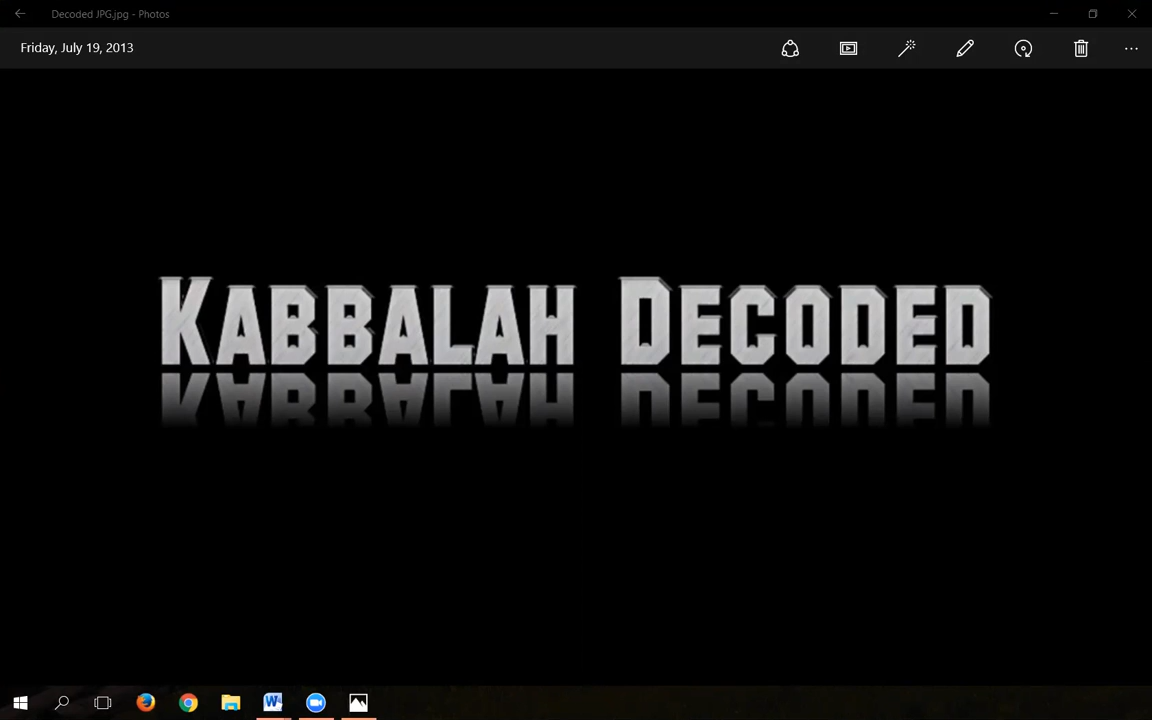 Decoded JPG.jpg - Photos
Friday, July 19, 2013
KABBALAH DECODED